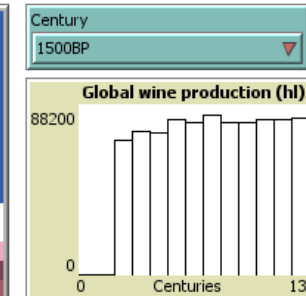 Century
1500BP
Global wine production (hl)
88200
0
0
Centuries
13